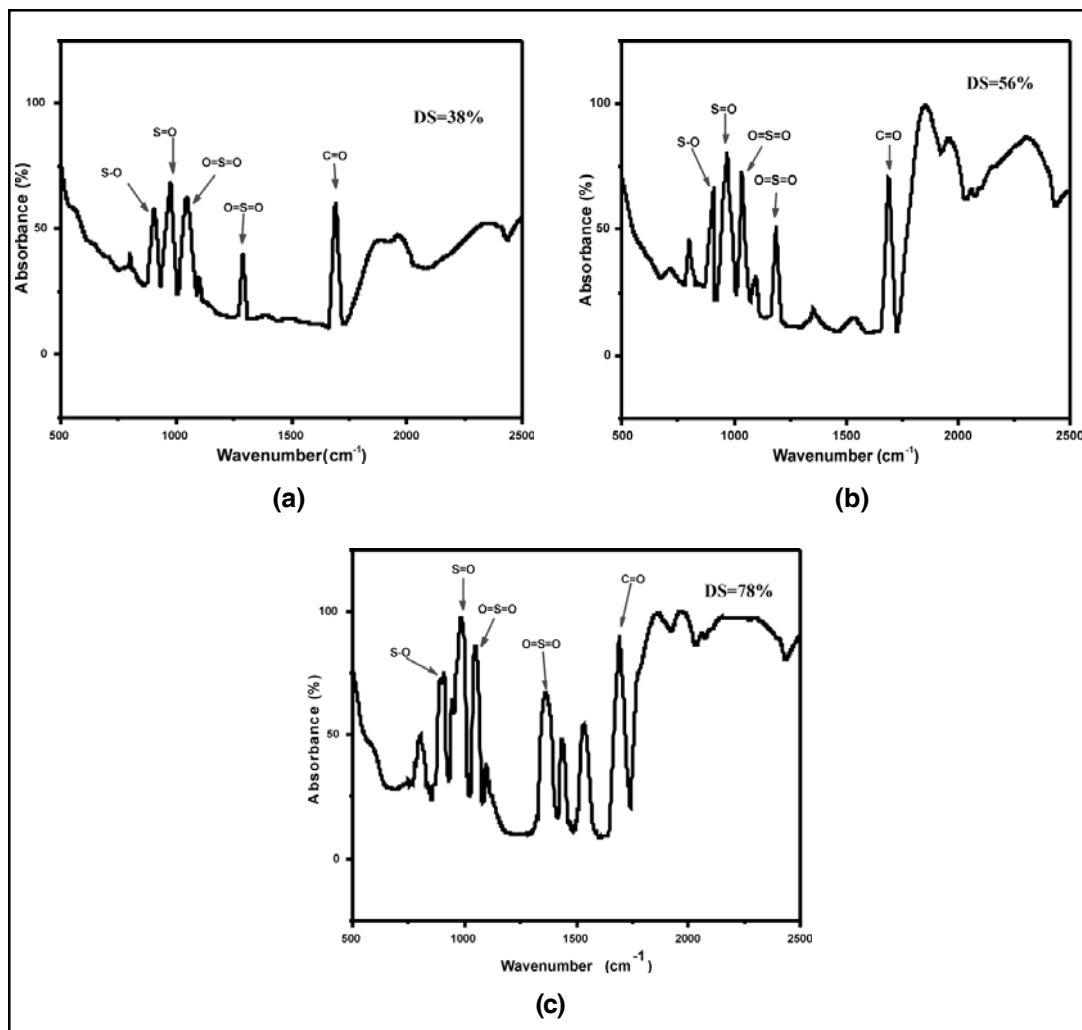 DS=38%
S=O
O=S=O
S-O
C=O
O=S=O
100
50
0
Absorbance (%)
500 1000 1500 2000 2500
Wavenumber(cm⁻¹)
(a)
DS=56%
S=O
O=S=O
S-O
C=O
O=S=O
100
50
0
Absorbance (%)
500 1000 1500 2000 2500
Wavenumber (cm⁻¹)
(b)
S=O
C=O
DS=78%
O=S=O
O=S=O
S-O
100
50
0
Absorbance (%)
500 1000 1500 2000 2500
Wavenumber (cm⁻¹)
(c)